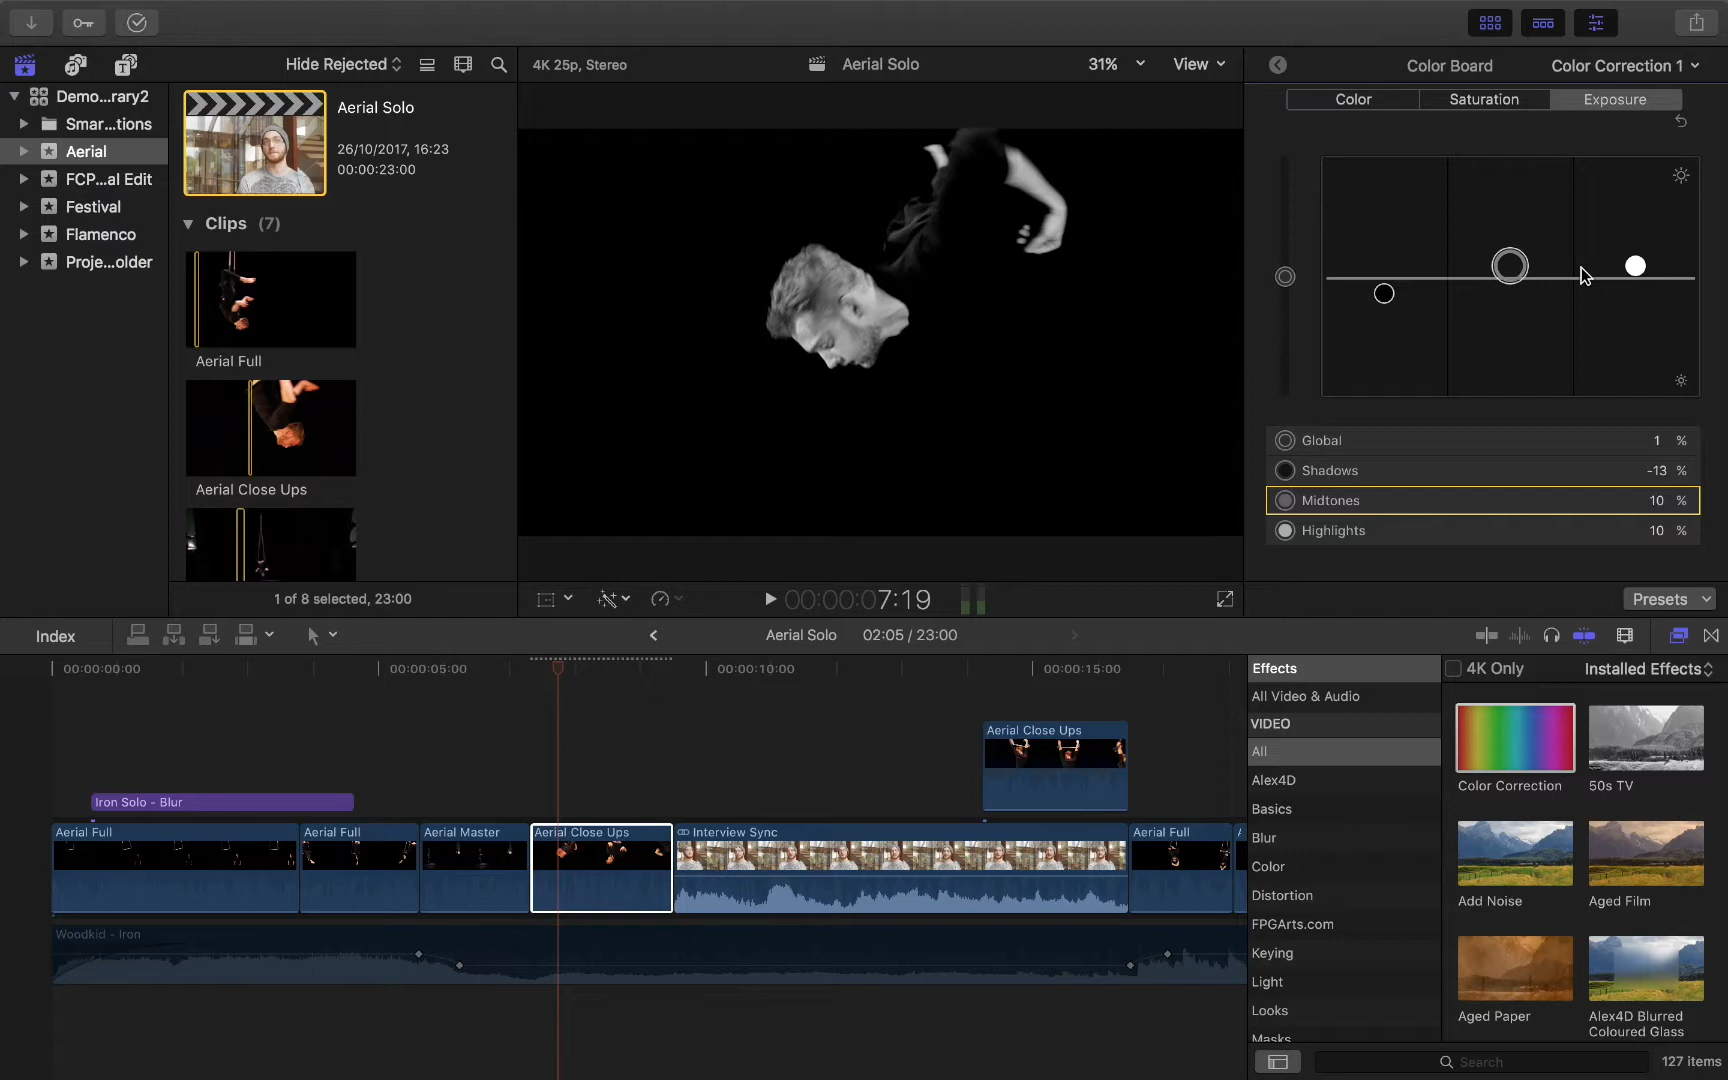 Hide Rejected
4K 25p, Stereo
Aerial Solo
31%
View
Color Board
Color Correction 1
Demo...rary2
Smar...tions
Aerial
FCP...al Edit
Festival
Flamenco
Proje...older
Aerial Solo
26/10/2017, 16:23
00:00:23:00
Clips (7)
Aerial Full
Aerial Close Ups
1 of 8 selected, 23:00
00:00:07:19
Color
Saturation
Exposure
Global 1 %
Shadows -13 %
Midtones 10 %
Highlights 10 %
Presets
Index
Aerial Solo
02:05 / 23:00
00:00:00:00
00:00:05:00
00:00:10:00
00:00:15:00
Aerial Close Ups
Iron Solo - Blur
Aerial Full
Aerial Full
Aerial Master
Aerial Close Ups
Interview Sync
Aerial Full
A
Woodkid - Iron
Effects
4K Only
Installed Effects
All Video & Audio
VIDEO
All
Alex4D
Basics
Blur
Color
Distortion
FPGArts.com
Keying
Light
Looks
Masks
Color Correction
50s TV
Add Noise
Aged Film
Aged Paper
Alex4D Blurred
Coloured Glass
Search
127 items